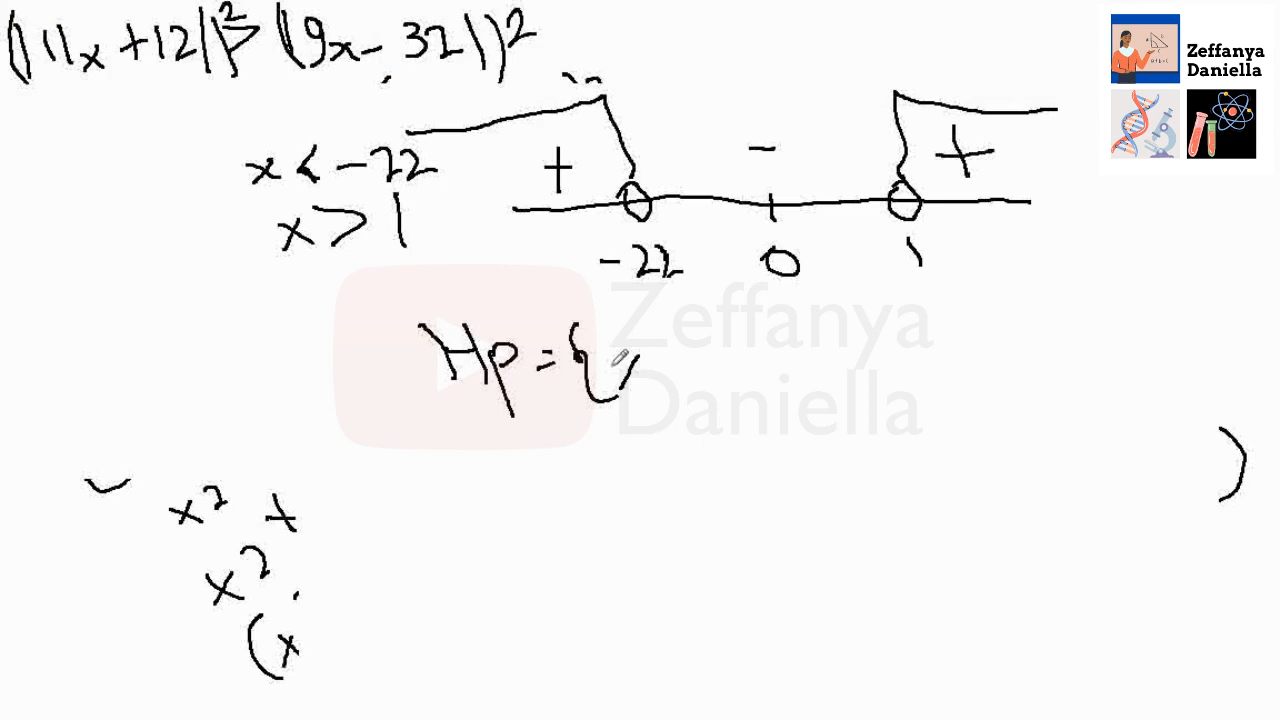 (|11x + 12|)² > (|9x - 32|)²
Zeffanya
Daniella
+ - +
x < -22
x > 1
-22 0 1
Zeffanya
Daniella
Hp = {
)
x² +
x²
(x